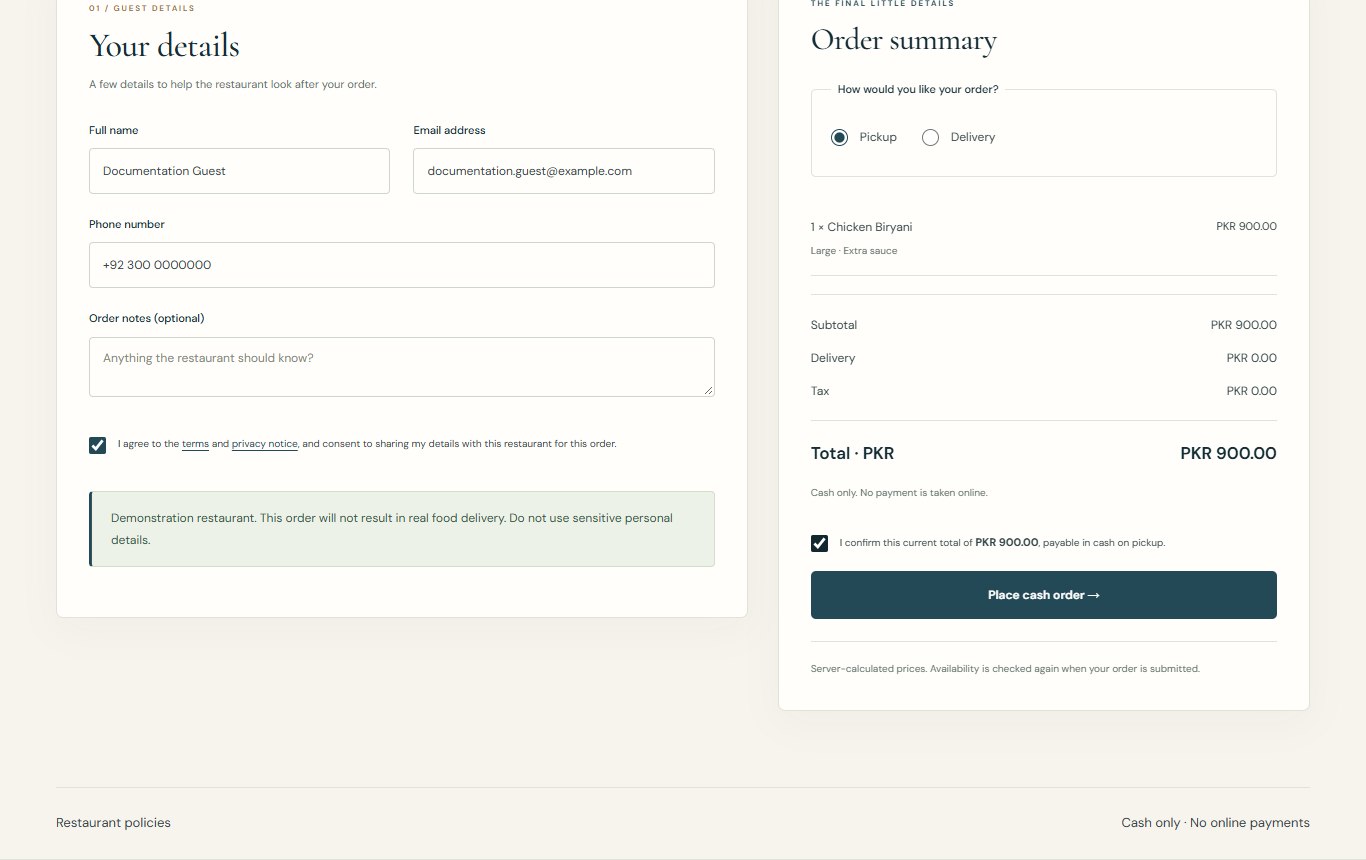 01 / GUEST DETAILS
Your details
A few details to help the restaurant look after your order.
Full name
Email address
Documentation Guest
documentation.guest@example.com
Phone number
+92 300 0000000
Order notes (optional)
Anything the restaurant should know?
I agree to the terms and privacy notice, and consent to sharing my details with this restaurant for this order.
Demonstration restaurant. This order will not result in real food delivery. Do not use sensitive personal
details.
THE FINAL LITTLE DETAILS
Order summary
How would you like your order?
Pickup
Delivery
1 × Chicken Biryani PKR 900.00
Large · Extra sauce
Subtotal PKR 900.00
Delivery PKR 0.00
Tax PKR 0.00
Total · PKR PKR 900.00
Cash only. No payment is taken online.
I confirm this current total of PKR 900.00, payable in cash on pickup.
Place cash order →
Server-calculated prices. Availability is checked again when your order is submitted.
Restaurant policies
Cash only · No online payments